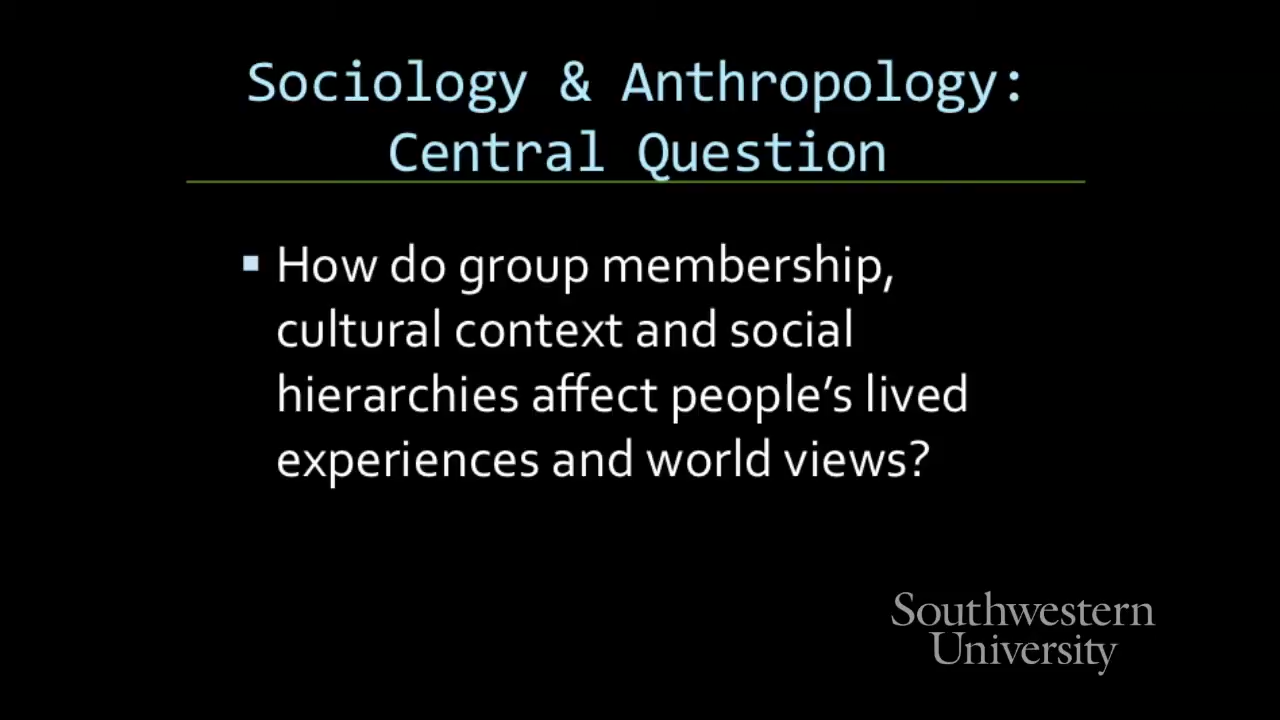 Sociology & Anthropology:
Central Question
▪ How do group membership,
cultural context and social
hierarchies affect people’s lived
experiences and world views?
Southwestern
University